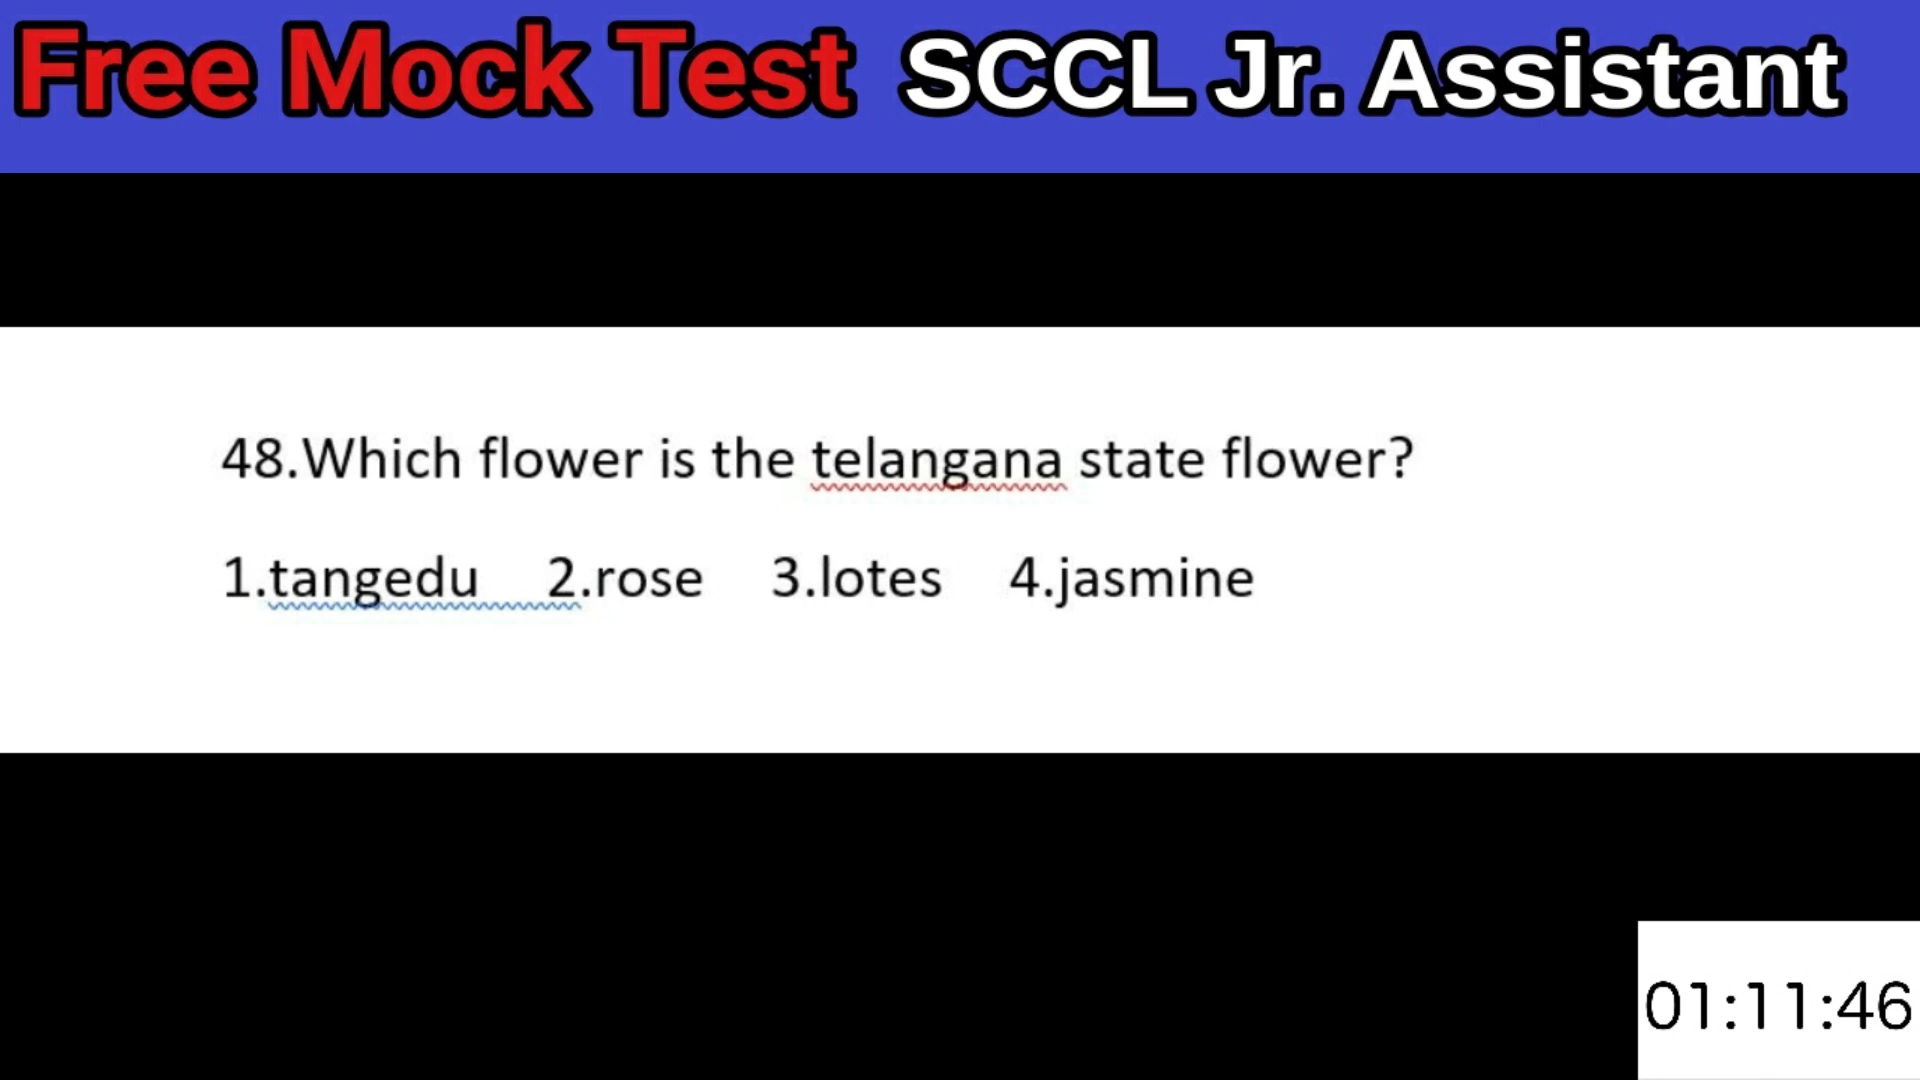 Free Mock Test SCCL Jr. Assistant
48.Which flower is the telangana state flower?
1.tangedu 2.rose 3.lotes 4.jasmine
01:11:46